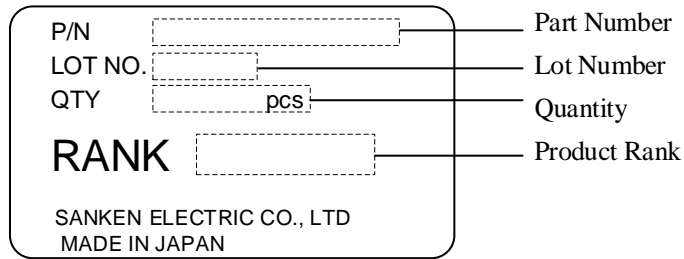 P/N Part Number
LOT NO. Lot Number
QTY pcs Quantity
RANK Product Rank
SANKEN ELECTRIC CO., LTD
MADE IN JAPAN